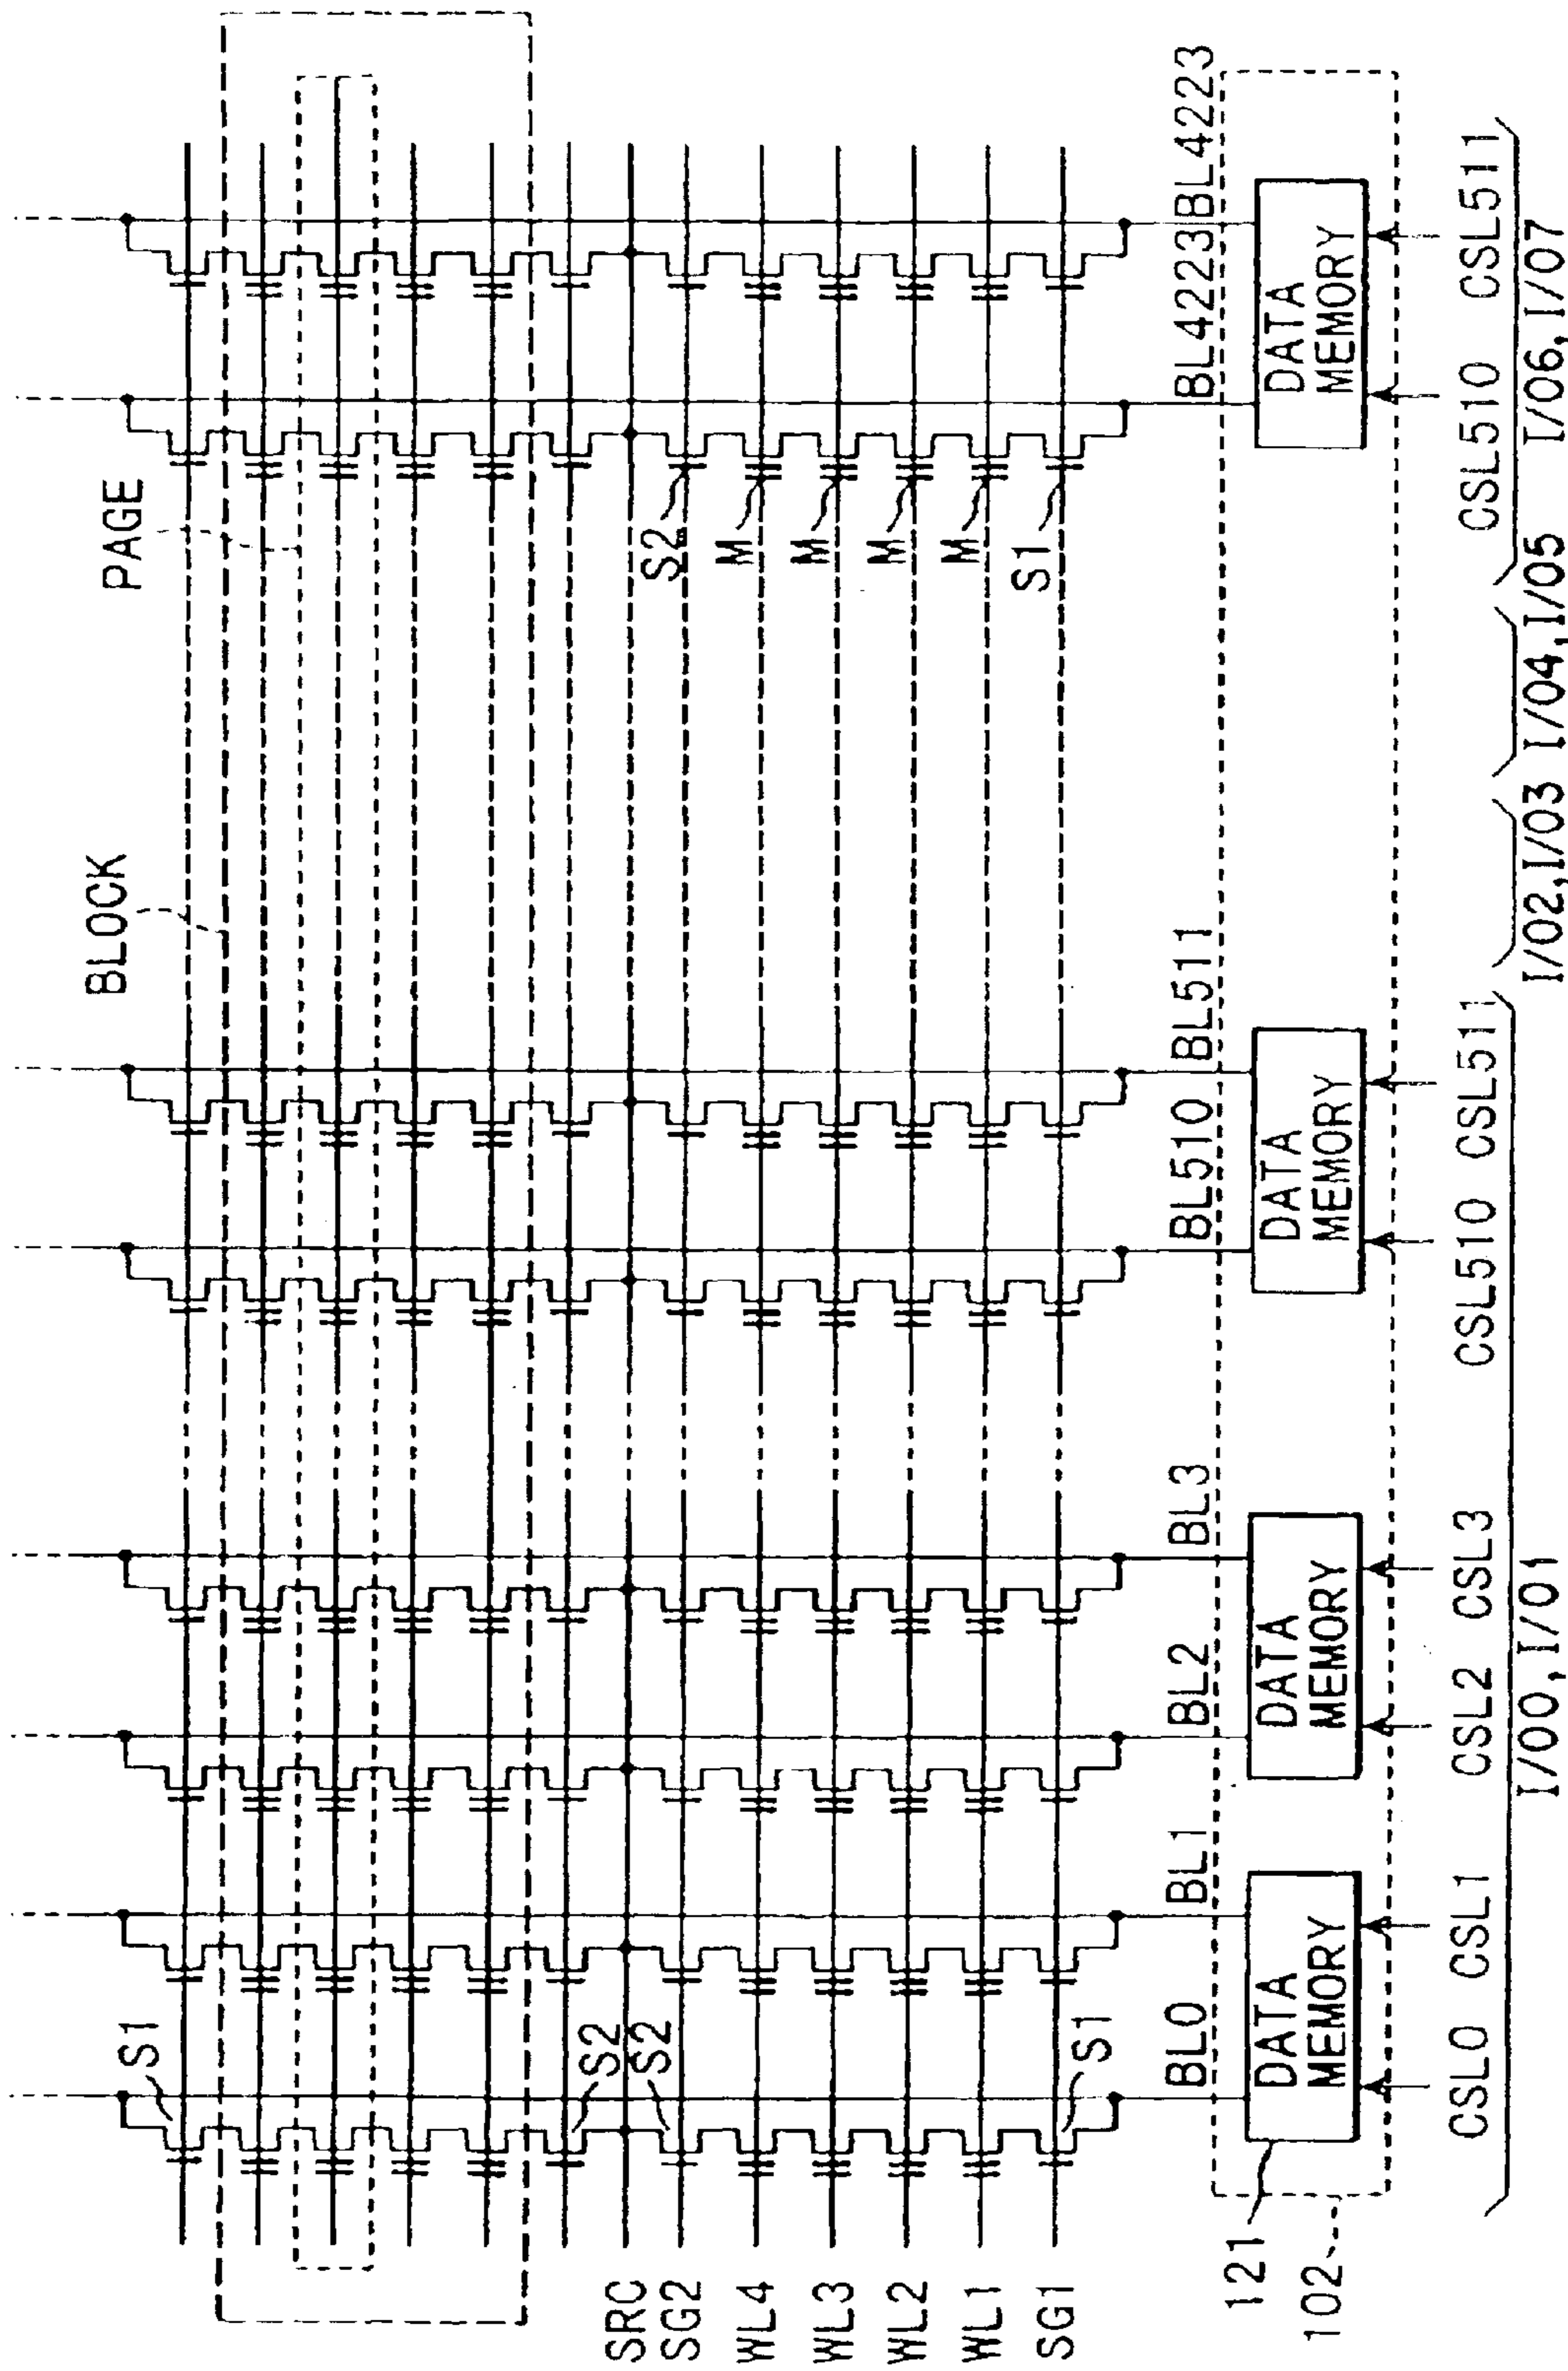 BLOCK
PAGE
S1
S2
SRC
S2
SG2
S2
WL4
M
WL3
M
WL2
M
WL1
M
SG1
S1
S1
BL0 BL1 BL2 BL3 BL510 BL511 BL4223 BL4223
121
DATA MEMORY
DATA MEMORY
DATA MEMORY
DATA MEMORY
102
CSL0 CSL1 CSL2 CSL3 CSL510 CSL511 CSL510 CSL511
I/00, I/01 I/02, I/03 I/04, I/05 I/06, I/07